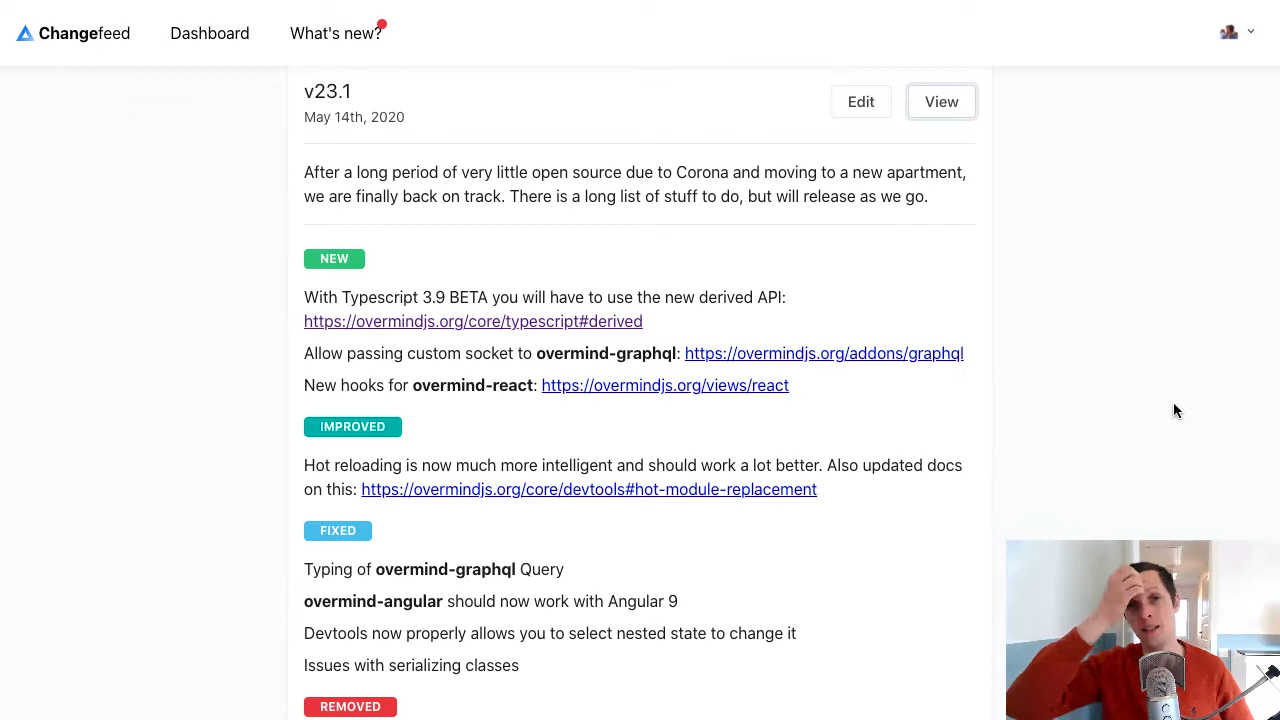 Changefeed Dashboard What's new?
v23.1
Edit View
May 14th, 2020
After a long period of very little open source due to Corona and moving to a new apartment,
we are finally back on track. There is a long list of stuff to do, but will release as we go.
NEW
With Typescript 3.9 BETA you will have to use the new derived API:
https://overmindjs.org/core/typescript#derived
Allow passing custom socket to overmind-graphql: https://overmindjs.org/addons/graphql
New hooks for overmind-react: https://overmindjs.org/views/react
IMPROVED
Hot reloading is now much more intelligent and should work a lot better. Also updated docs
on this: https://overmindjs.org/core/devtools#hot-module-replacement
FIXED
Typing of overmind-graphql Query
overmind-angular should now work with Angular 9
Devtools now properly allows you to select nested state to change it
Issues with serializing classes
REMOVED